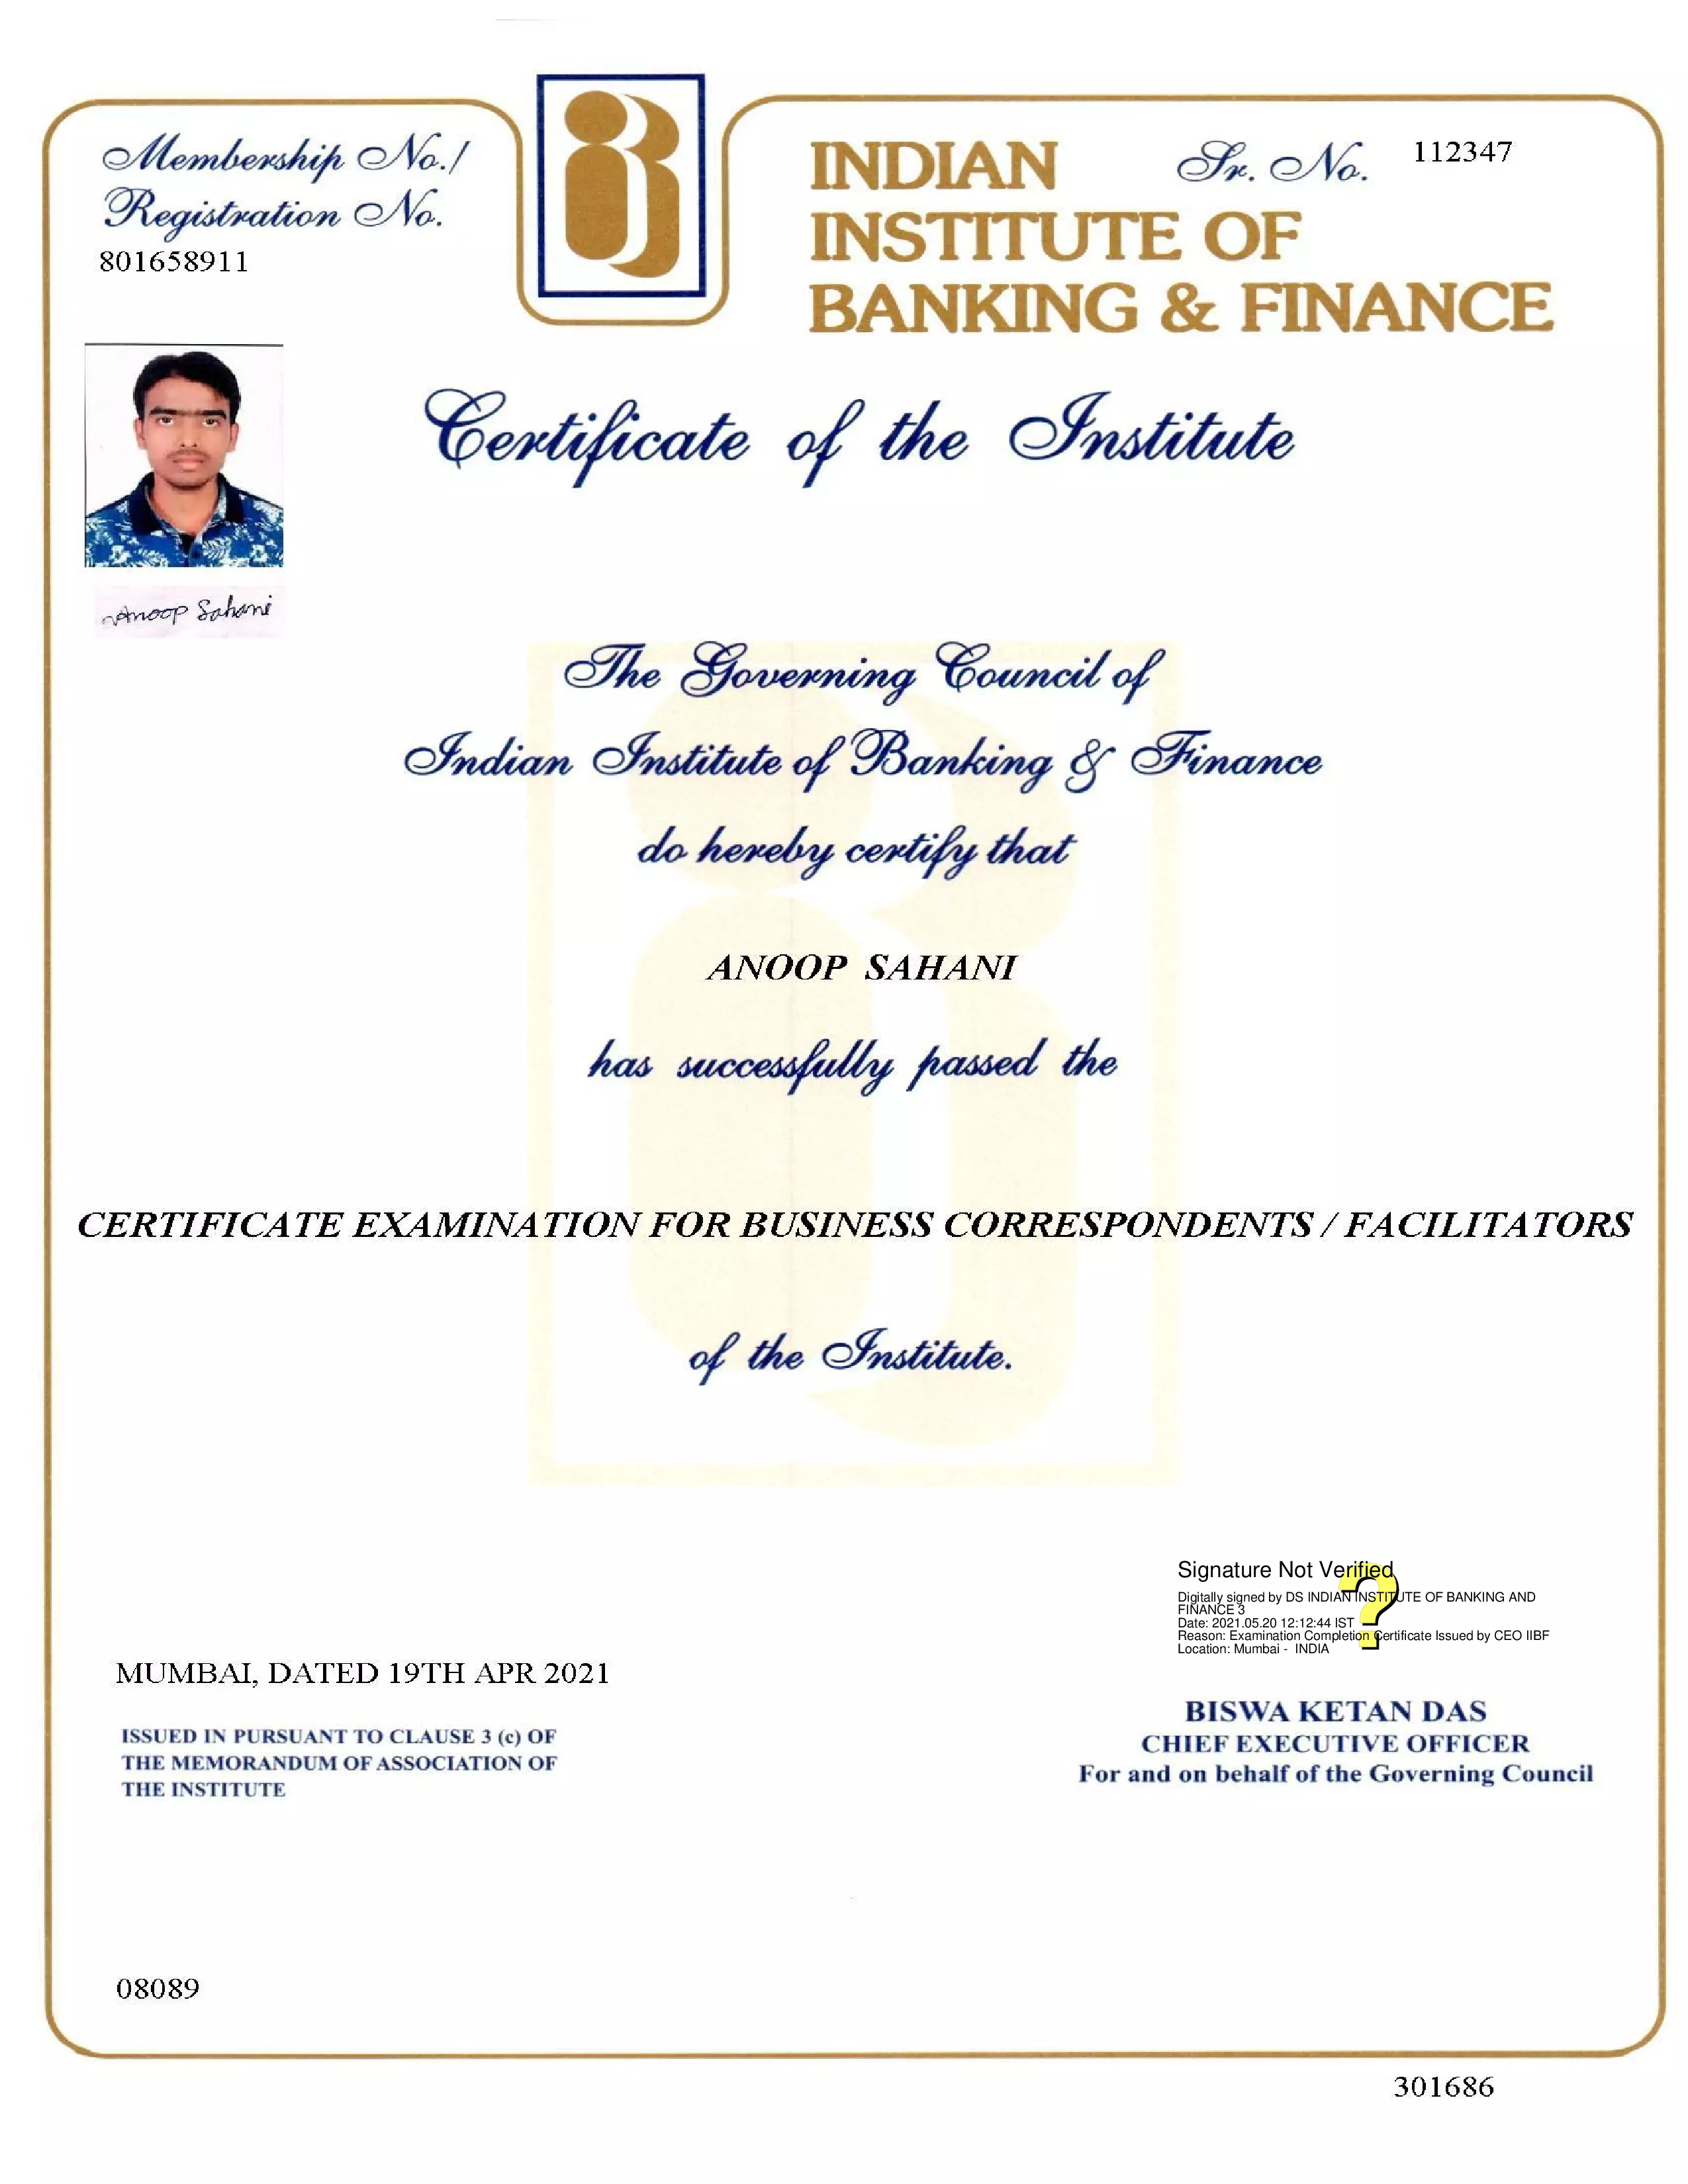 Membership No./
Registration No.
801658911
INDIAN
INSTITUTE OF
BANKING & FINANCE
Sr. No. 112347
Certificate of the Institute
Anoop Sahani
The Governing Council of
Indian Institute of Banking & Finance
do hereby certify that
ANOOP SAHANI
has successfully passed the
CERTIFICATE EXAMINATION FOR BUSINESS CORRESPONDENTS / FACILITATORS
of the Institute.
Signature Not Verified
Digitally signed by DS INDIAN INSTITUTE OF BANKING AND
FINANCE 3
Date: 2021.05.20 12:12:44 IST
Reason: Examination Completion Certificate Issued by CEO IIBF
Location: Mumbai - INDIA
MUMBAI, DATED 19TH APR 2021
ISSUED IN PURSUANT TO CLAUSE 3 (c) OF
THE MEMORANDUM OF ASSOCIATION OF
THE INSTITUTE
BISWA KETAN DAS
CHIEF EXECUTIVE OFFICER
For and on behalf of the Governing Council
08089
301686